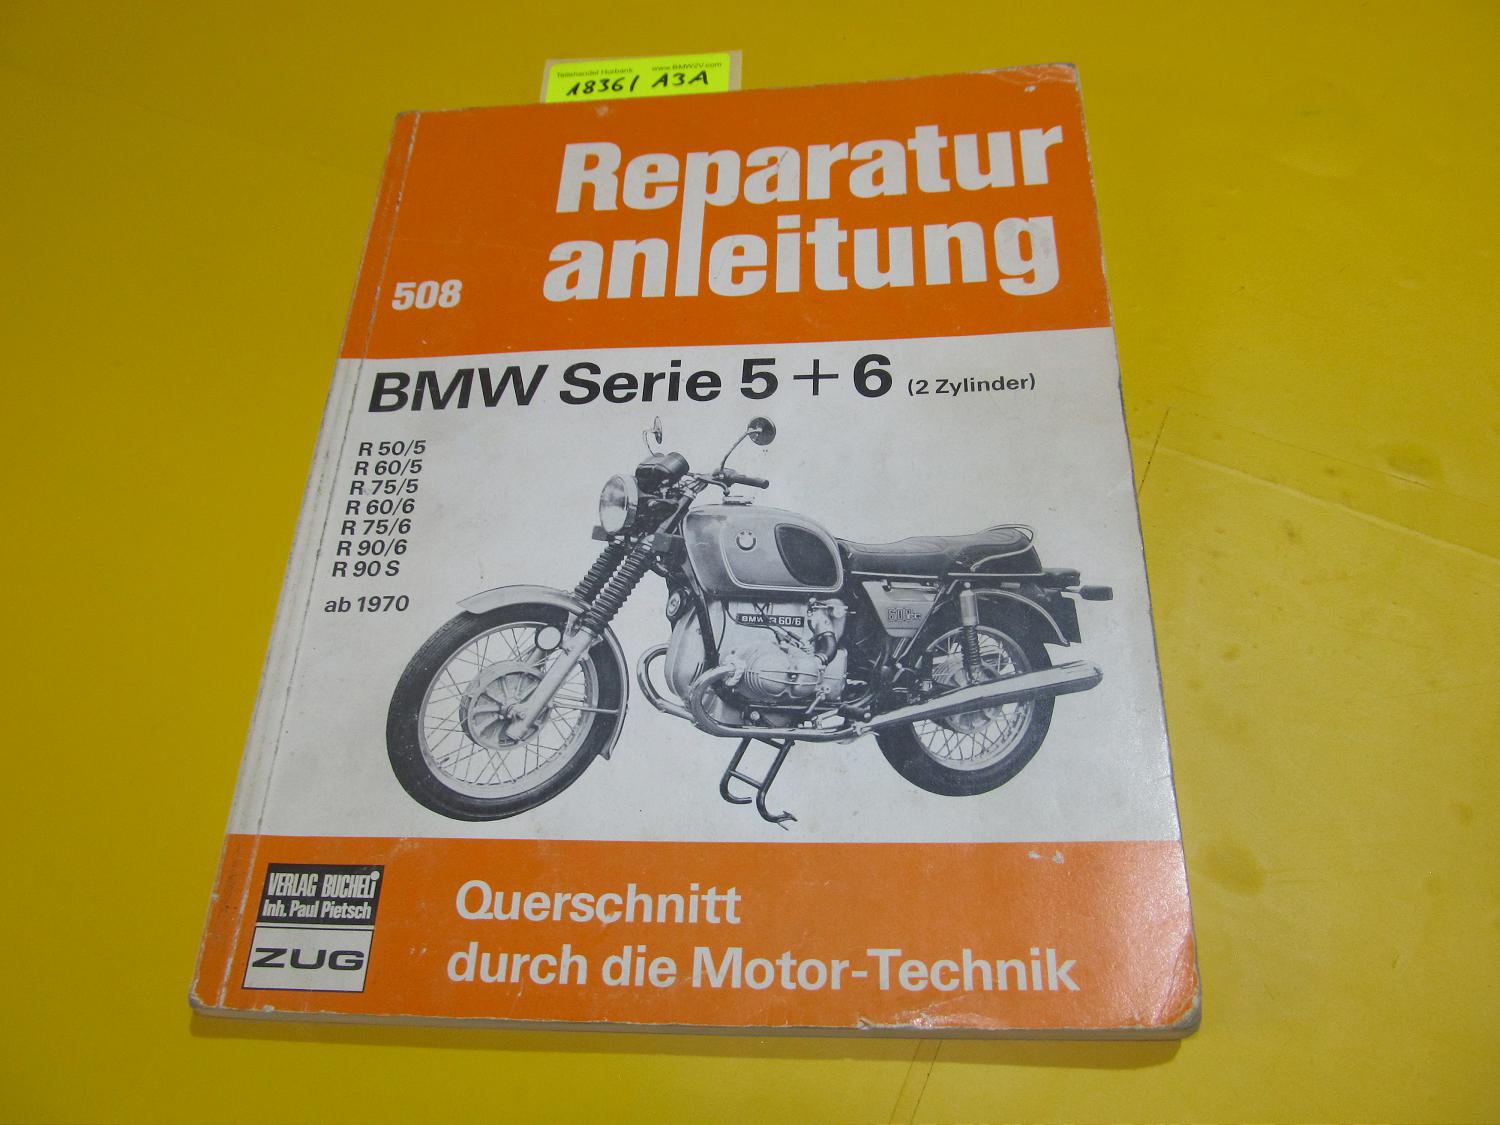 Teilehandel Hurbank www.BMW2V.com
18361 A3A
Reparatur
anleitung
508
BMW Serie 5 + 6 (2 Zylinder)
R 50/5
R 60/5
R 75/5
R 60/6
R 75/6
R 90/6
R 90 S
ab 1970
BMW R 60/6
VERLAG BUCHELI
Inh. Paul Pietsch
ZUG
Querschnitt
durch die Motor-Technik